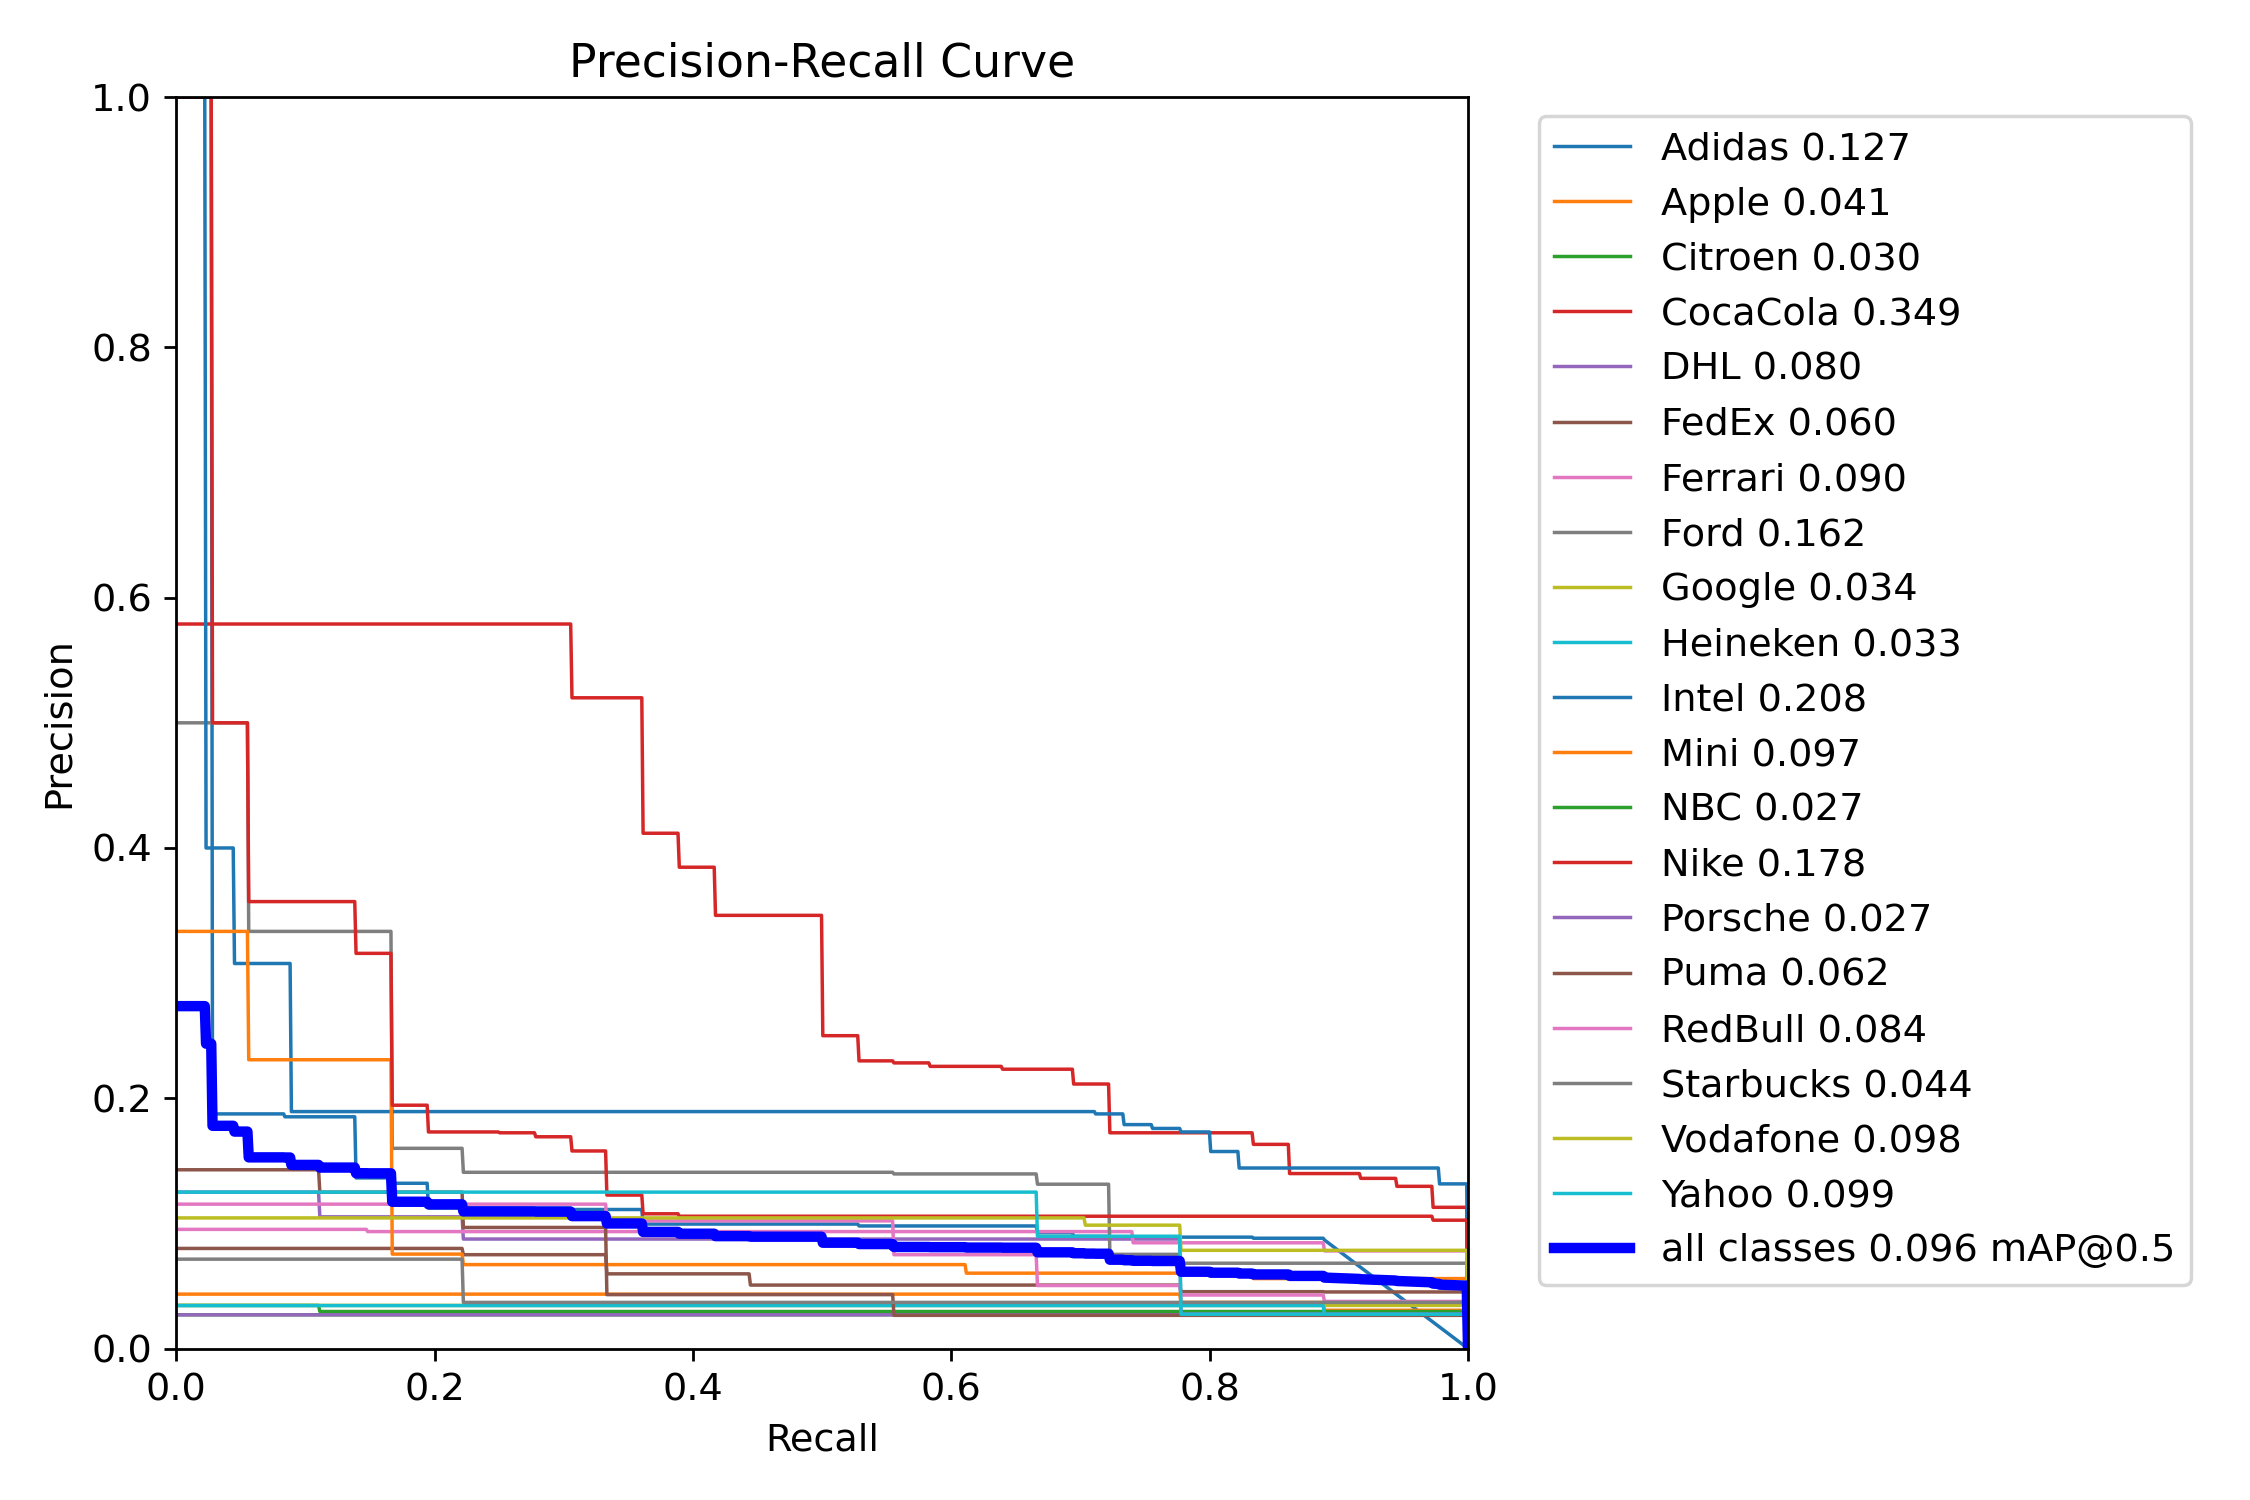 Precision-Recall Curve
1.0
0.8
0.6
0.4
0.2
0.0
Precision
0.0 0.2 0.4 0.6 0.8 1.0
Recall
Adidas 0.127
Apple 0.041
Citroen 0.030
CocaCola 0.349
DHL 0.080
FedEx 0.060
Ferrari 0.090
Ford 0.162
Google 0.034
Heineken 0.033
Intel 0.208
Mini 0.097
NBC 0.027
Nike 0.178
Porsche 0.027
Puma 0.062
RedBull 0.084
Starbucks 0.044
Vodafone 0.098
Yahoo 0.099
all classes 0.096 mAP@0.5